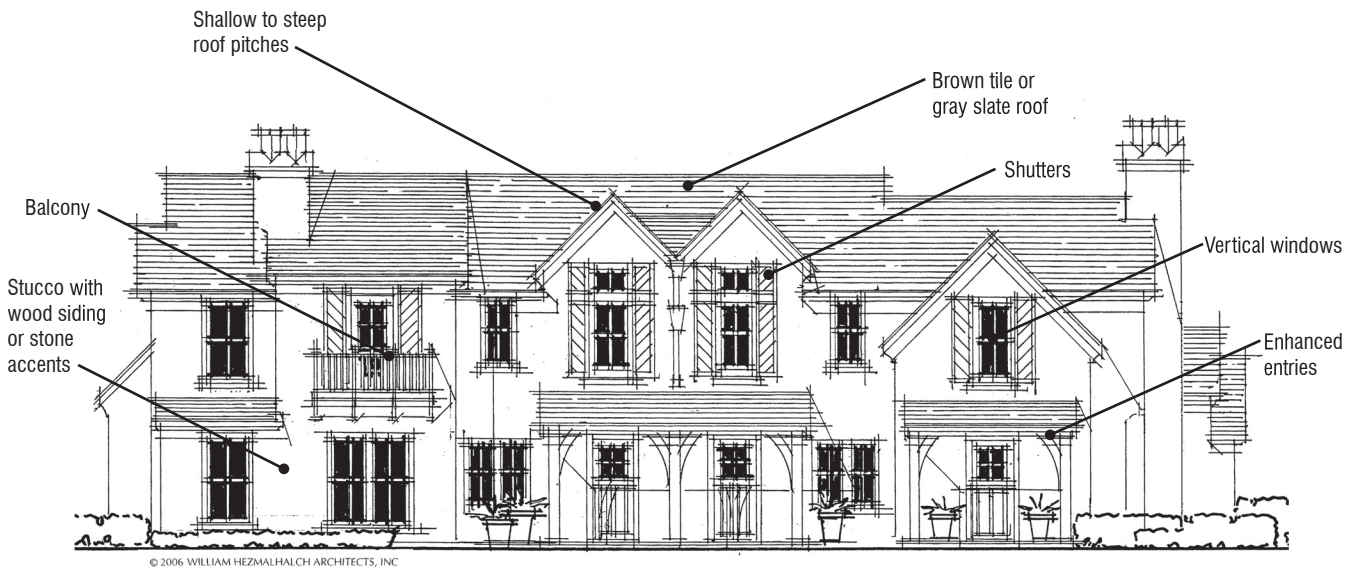 Shallow to steep
roof pitches
Brown tile or
gray slate roof
Shutters
Balcony
Vertical windows
Stucco with
wood siding
or stone
accents
Enhanced
entries
© 2006 WILLIAM HEZMALHALCH ARCHITECTS, INC